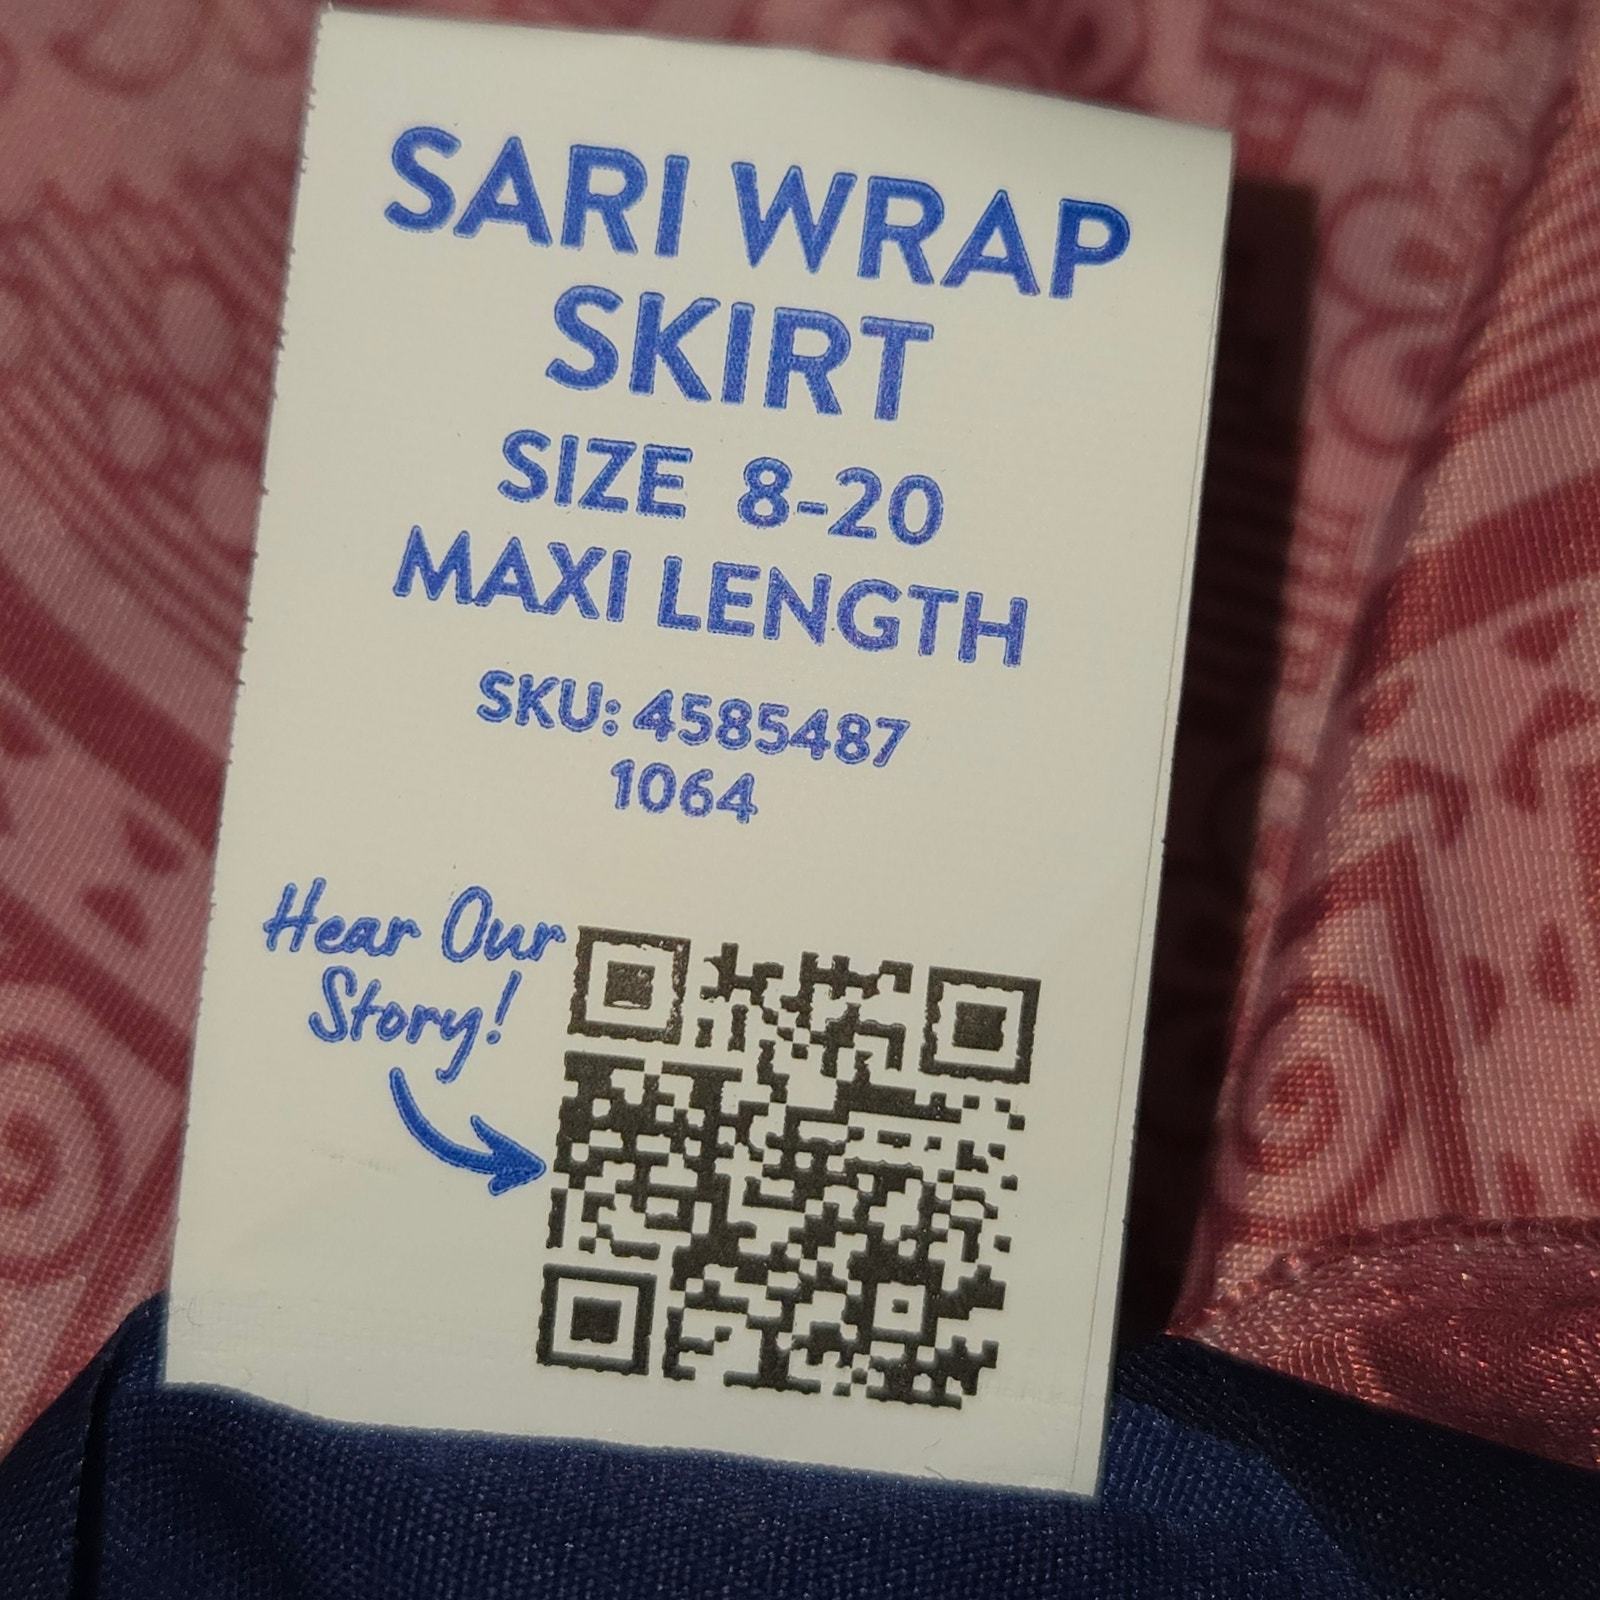 SARI WRAP
SKIRT
SIZE 8-20
MAXI LENGTH
SKU: 4585487
1064
Hear Our
Story!